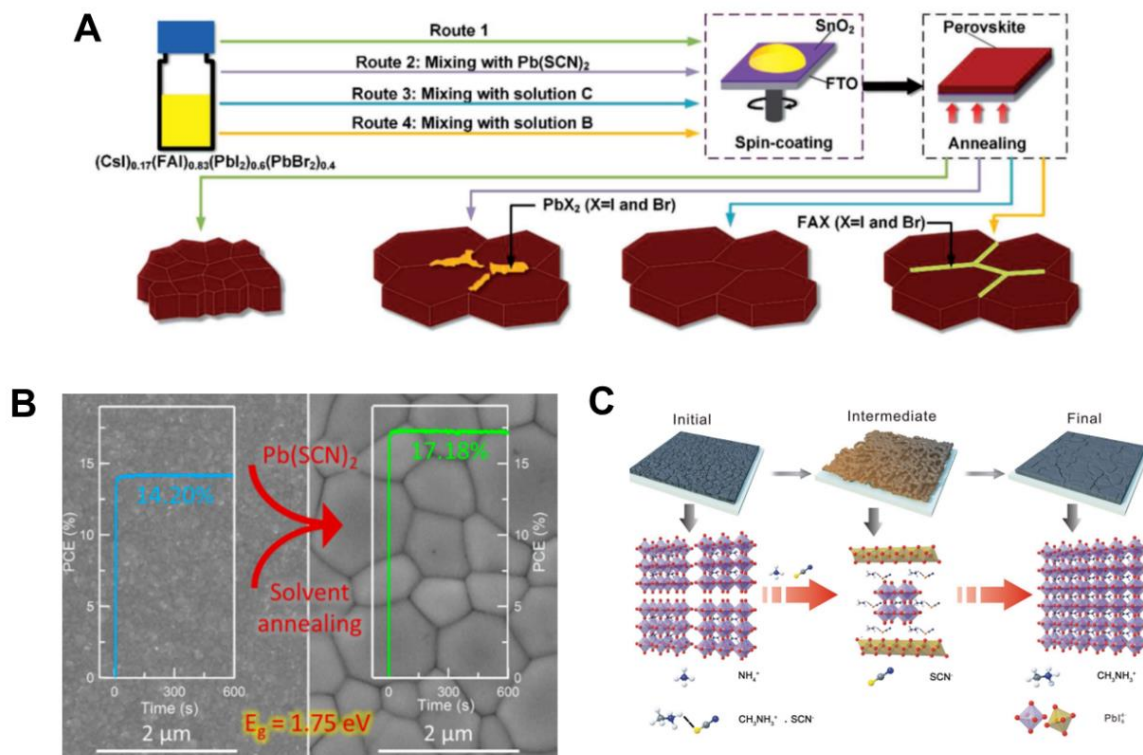 A
Route 1
Route 2: Mixing with Pb(SCN)₂
Route 3: Mixing with solution C
Route 4: Mixing with solution B
(CsI)₀.₁₇(FAI)₀.₈₃(PbI₂)₀.₆(PbBr₂)₀.₄
SnO₂
FTO
Spin-coating
Perovskite
Annealing
PbX₂ (X=I and Br)
FAX (X=I and Br)
B
15
10
5
0
PCE (%)
14.20%
0 300 600
Time (s)
2 μm
Pb(SCN)₂
Solvent
annealing
E_g = 1.75 eV
17.18%
15
10
5
0
PCE (%)
0 300 600
Time (s)
2 μm
C
Initial
Intermediate
Final
NH₄⁺
CH₃NH₃⁺ . SCN⁻
SCN⁻
CH₃NH₃⁺